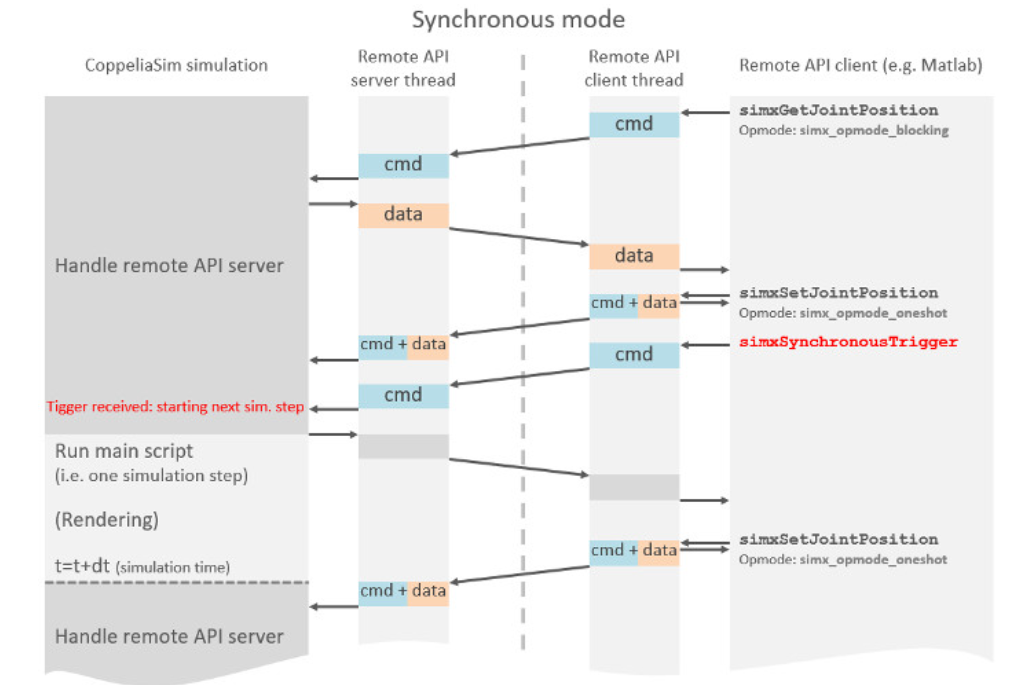 Synchronous mode
CoppeliaSim simulation
Remote API
server thread
Remote API
client thread
Remote API client (e.g. Matlab)
simxGetJointPosition
Opmode: simx_opmode_blocking
cmd
cmd
data
data
Handle remote API server
simxSetJointPosition
Opmode: simx_opmode_oneshot
cmd + data
cmd + data
simxSynchronousTrigger
cmd
cmd
Tigger received: starting next sim. step
Run main script
(i.e. one simulation step)
(Rendering)
simxSetJointPosition
Opmode: simx_opmode_oneshot
cmd + data
t=t+dt (simulation time)
cmd + data
Handle remote API server